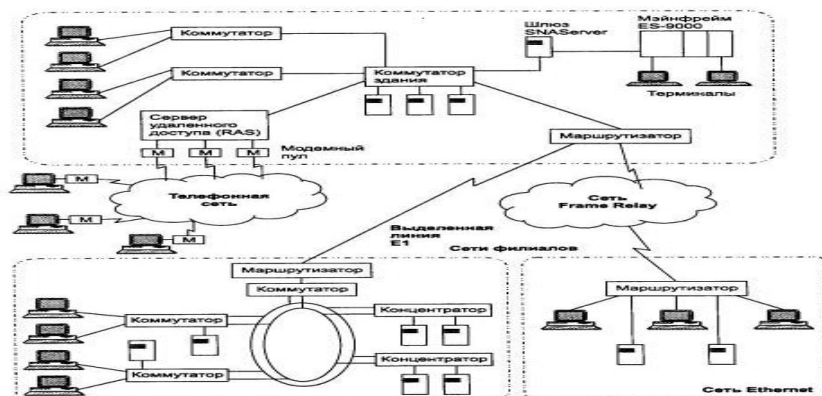 Шлюз
SNAServer
Мэйнфрейм
ES-9000
Коммутатор
Коммутатор
Коммутатор
здания
Терминалы
Сервер
удаленного
доступа (RAS)
М М М
Модемный
пул
Маршрутизатор
М
М
М
Телефонная
сеть
Сеть
Frame Relay
Выделенная
линия
E1
Сети филиалов
Маршрутизатор
Коммутатор
Коммутатор
Концентратор
Коммутатор
Концентратор
Маршрутизатор
Сеть Ethernet